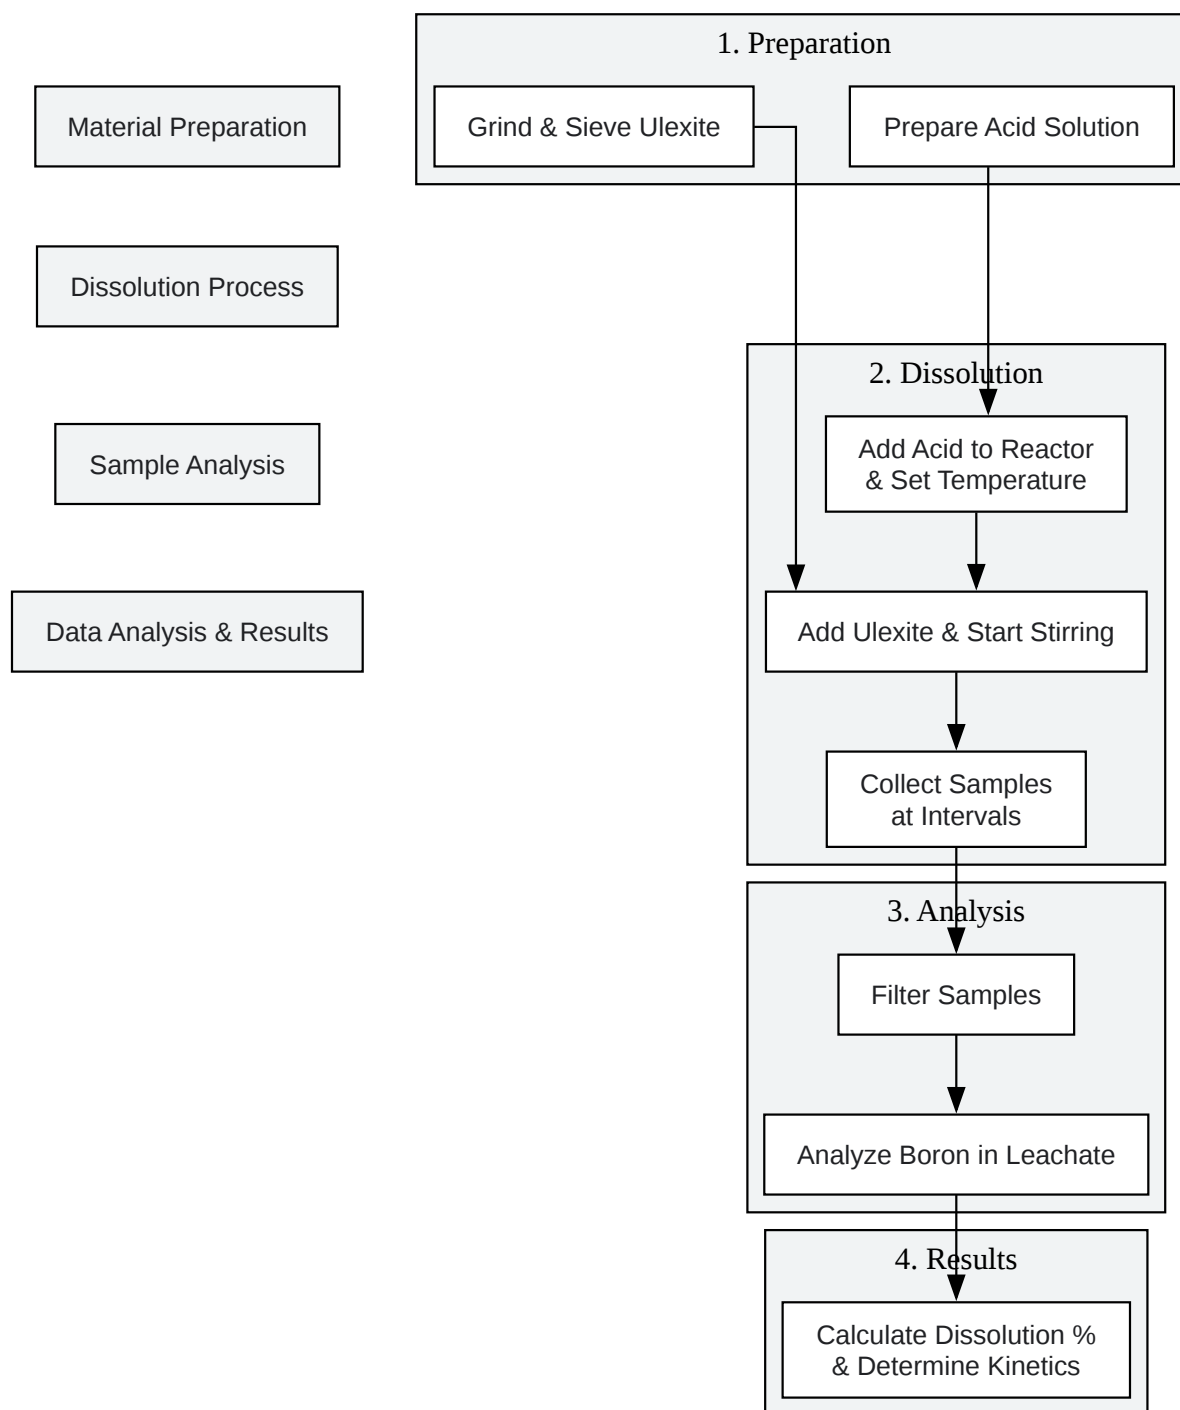 Material Preparation
Dissolution Process
Sample Analysis
Data Analysis & Results
1. Preparation
Grind & Sieve Ulexite
Prepare Acid Solution
2. Dissolution
Add Acid to Reactor
& Set Temperature
Add Ulexite & Start Stirring
Collect Samples
at Intervals
3. Analysis
Filter Samples
Analyze Boron in Leachate
4. Results
Calculate Dissolution %
& Determine Kinetics